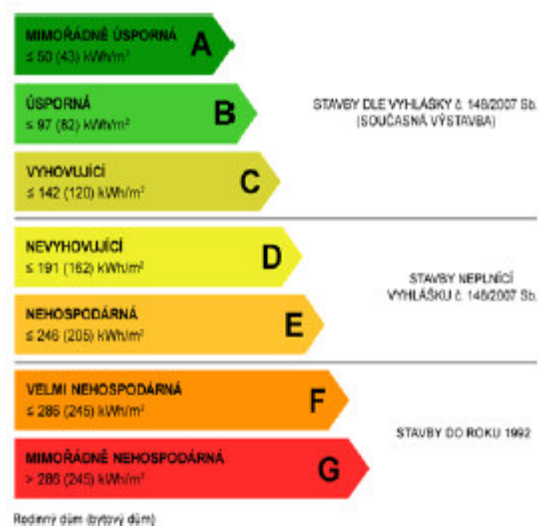 MIMOŘÁDNĚ ÚSPORNÁ
≤ 50 (43) kWh/m²
A
ÚSPORNÁ
≤ 97 (82) kWh/m²
B
STAVBY DLE VYHLÁŠKY č. 148/2007 Sb.
(SOUČASNÁ VÝSTAVBA)
VYHOVUJÍCÍ
≤ 142 (120) kWh/m²
C
NEVYHOVUJÍCÍ
≤ 191 (162) kWh/m²
D
STAVBY NEPLNÍCÍ
VYHLÁŠKU č. 148/2007 Sb.
NEHOSPODÁRNÁ
≤ 246 (205) kWh/m²
E
VELMI NEHOSPODÁRNÁ
≤ 286 (245) kWh/m²
F
STAVBY DO ROKU 1992
MIMOŘÁDNĚ NEHOSPODÁRNÁ
> 286 (245) kWh/m²
G
Rodinný dům (bytový dům)